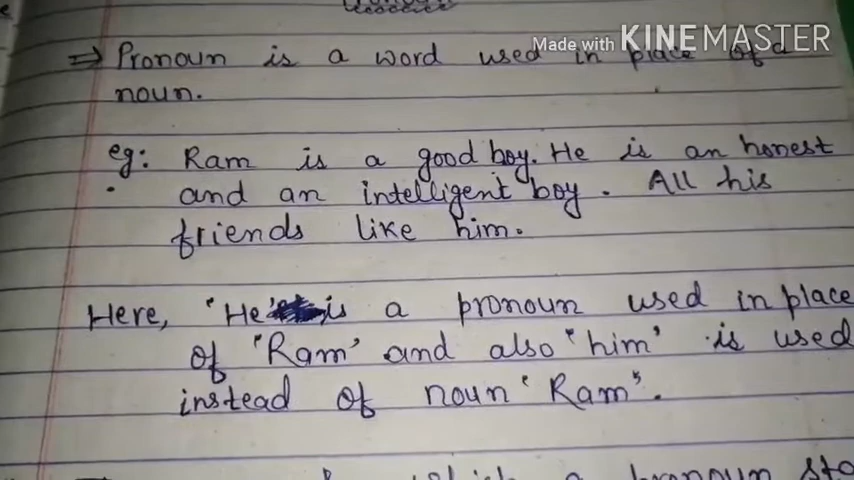 Made with KINEMASTER
⇒ Pronoun is a word used in place of a
noun.
eg: Ram is a good boy. He is an honest
and an intelligent boy. All his
friends like him.
Here, 'He' is a pronoun used in place
of "Ram' and also "him' is used
instead of noun "Ram".
a pronoun